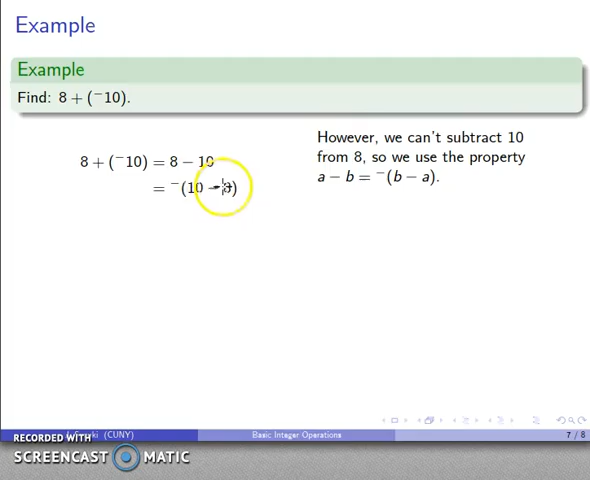 Example
Example
Find: 8 + (⁻10).
8 + (⁻10) = 8 − 10
= ⁻(10 − 8)
However, we can't subtract 10
from 8, so we use the property
a − b = ⁻(b − a).
(CUNY)
Basic Integer Operations
7 / 8
RECORDED WITH
SCREENCAST MATIC